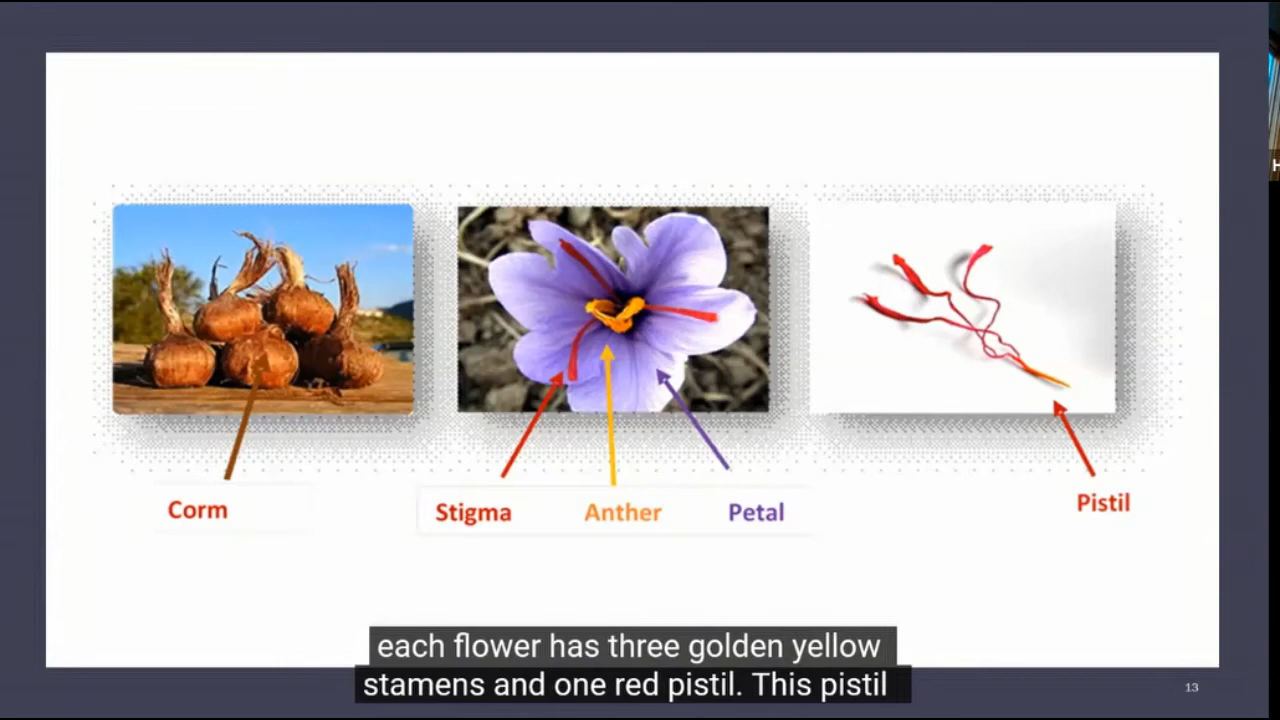 Corm
Stigma Anther Petal
Pistil
each flower has three golden yellow
stamens and one red pistil. This pistil
13
H